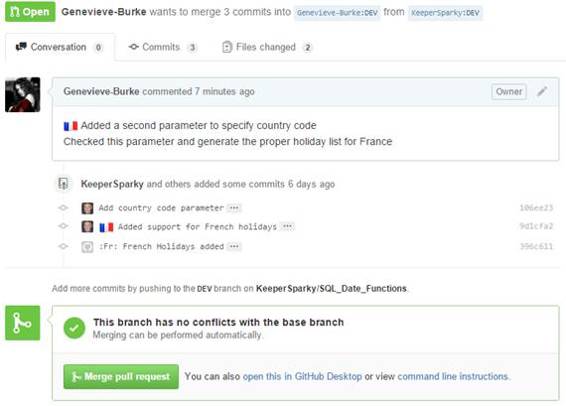 Open Genevieve-Burke wants to merge 3 commits into Genevieve-Burke:DEV from KeeperSparky:DEV
Conversation 0 Commits 3 Files changed 2
Genevieve-Burke commented 7 minutes ago Owner
Added a second parameter to specify country code
Checked this parameter and generate the proper holiday list for France
KeeperSparky and others added some commits 6 days ago
Add country code parameter ... 106ee23
Added support for French holidays ... 9d1cfa2
:Fr: French Holidays added ... 396c611
Add more commits by pushing to the DEV branch on KeeperSparky/SQL_Date_Functions.
This branch has no conflicts with the base branch
Merging can be performed automatically.
Merge pull request You can also open this in GitHub Desktop or view command line instructions.